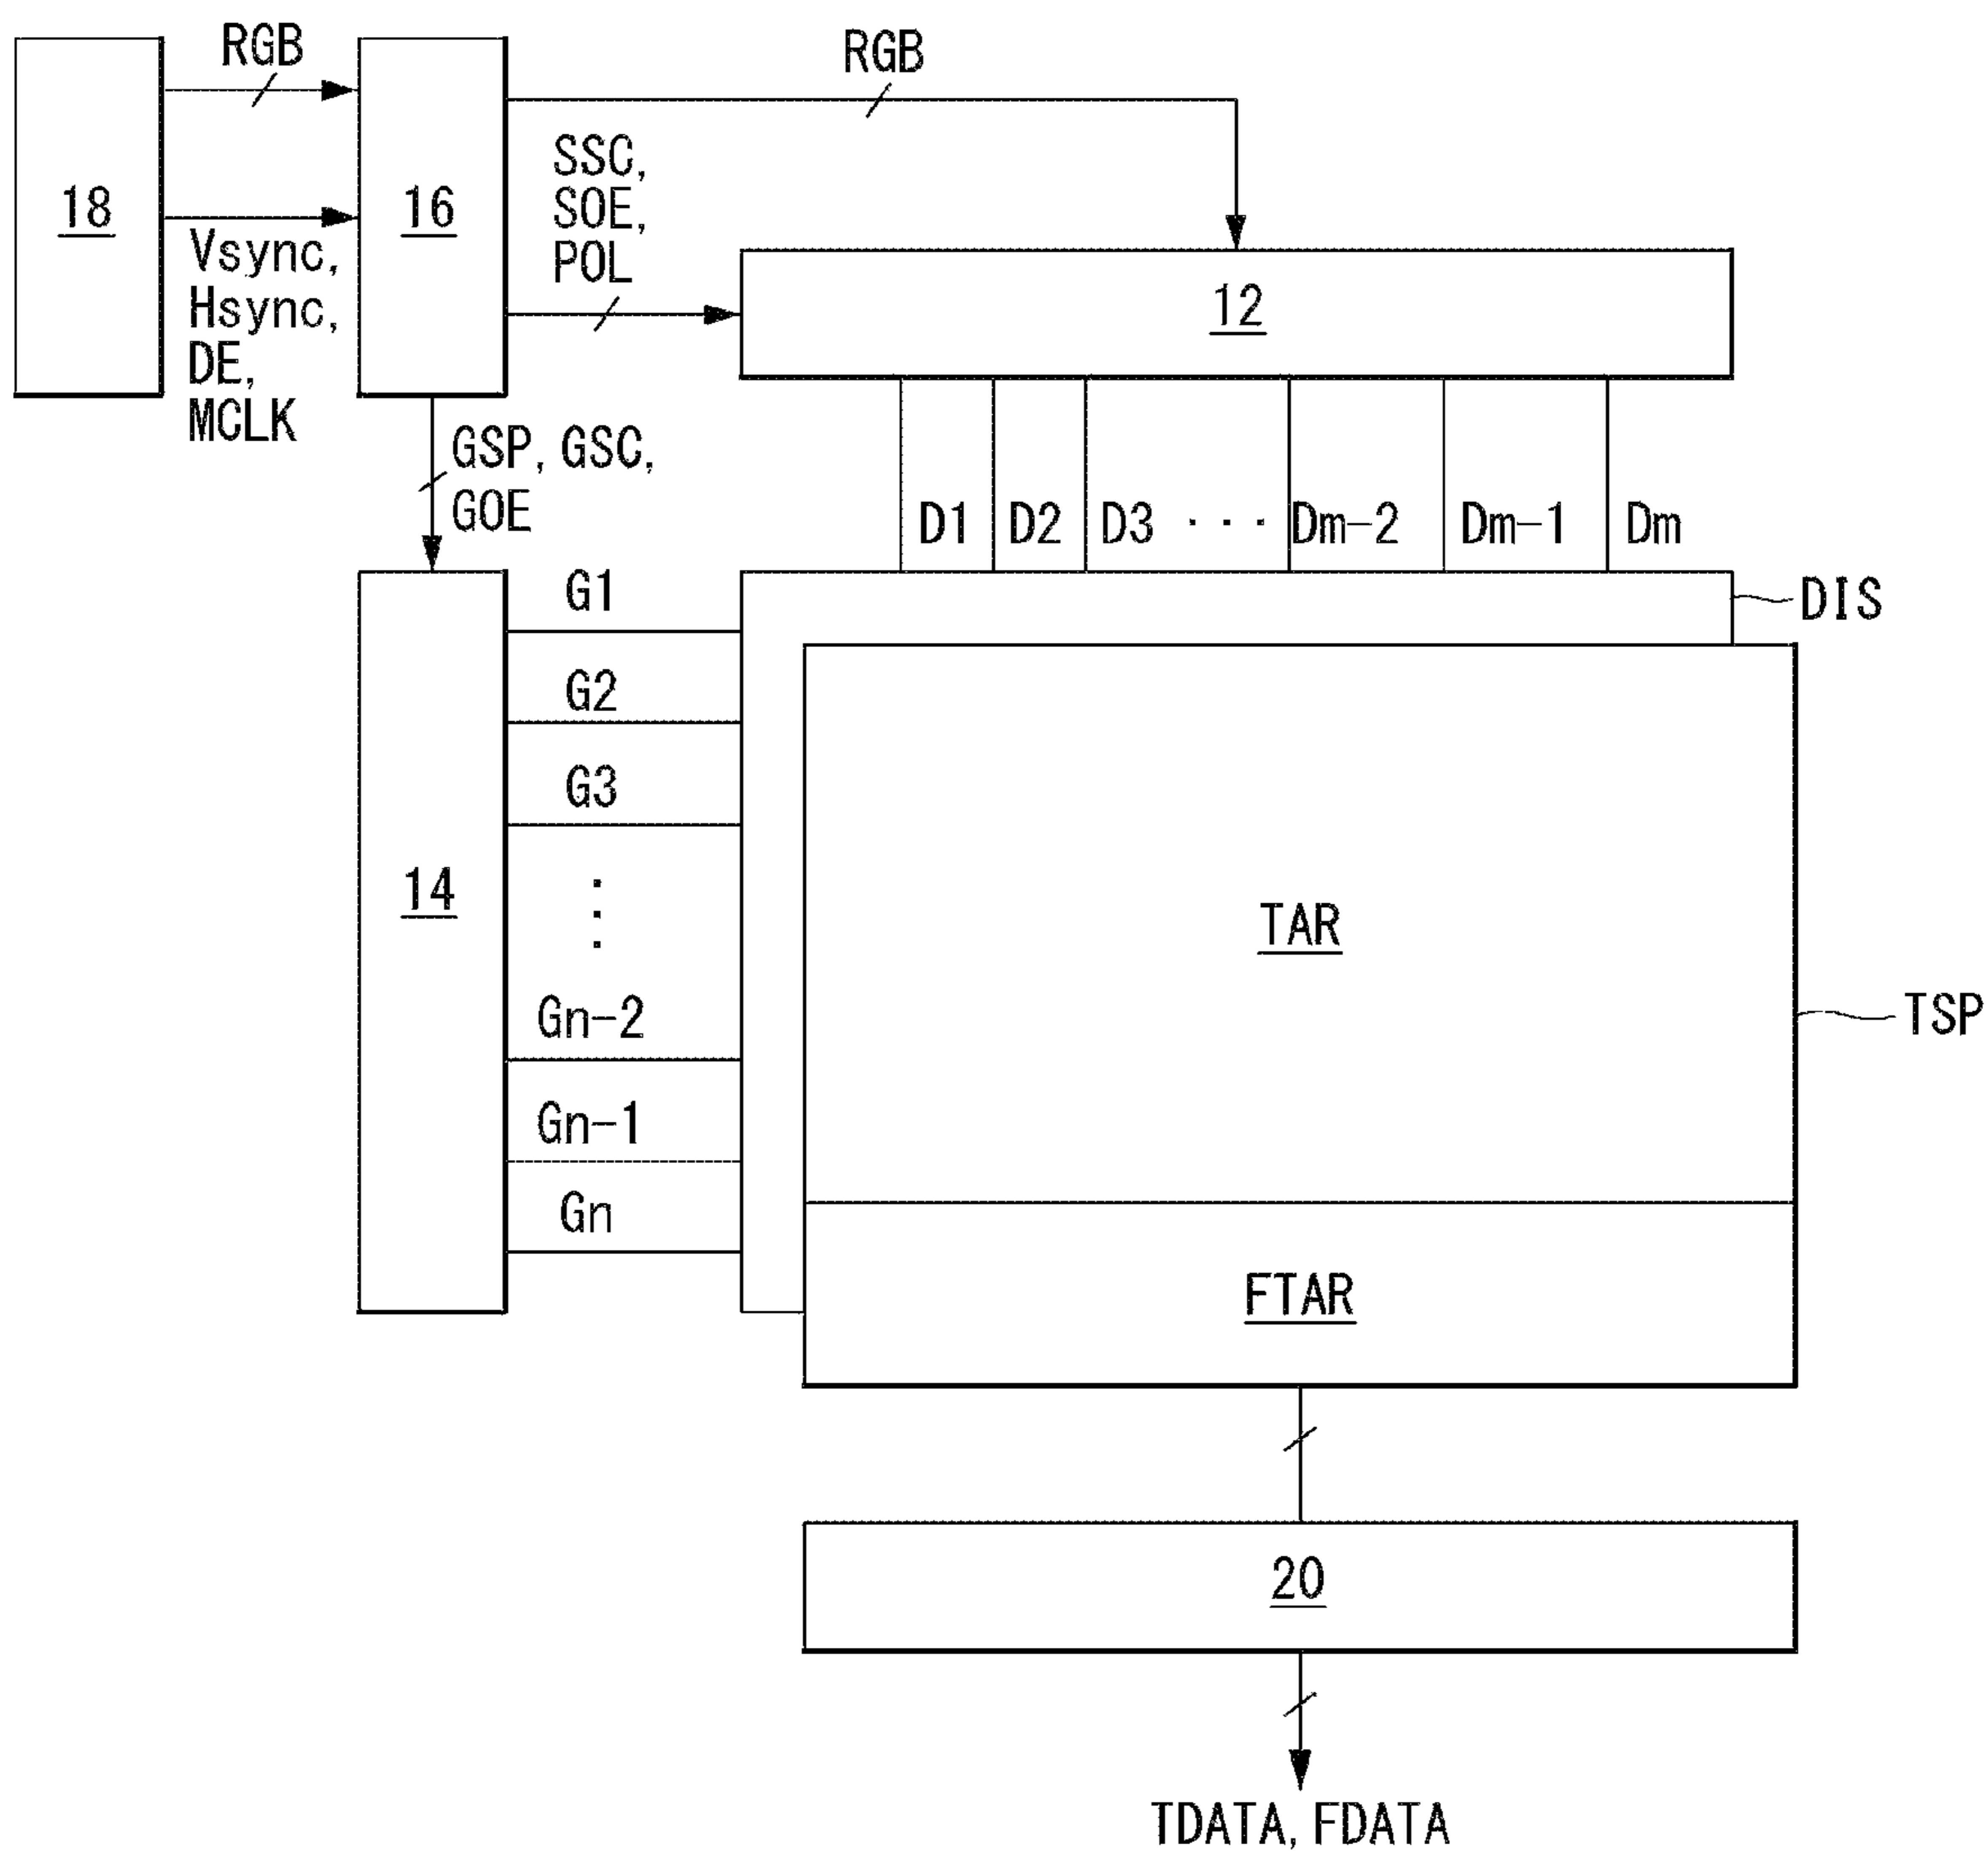 RGB
RGB
18
16
SSC,
SOE,
POL
Vsync,
Hsync,
DE,
MCLK
12
GSP, GSC,
GOE
D1 D2 D3 ··· Dm-2 Dm-1 Dm
DIS
G1
G2
G3
14
TAR
Gn-2
TSP
Gn-1
Gn
FTAR
20
TDATA, FDATA